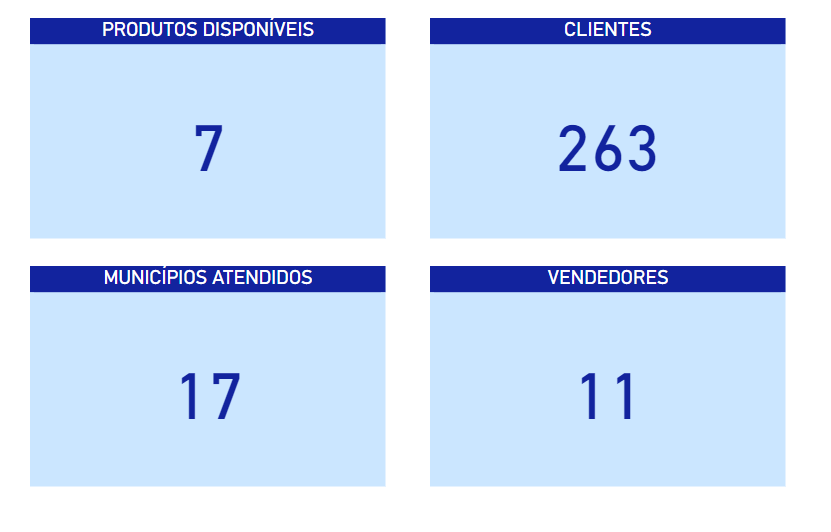 PRODUTOS DISPONÍVEIS
7
CLIENTES
263
MUNICÍPIOS ATENDIDOS
17
VENDEDORES
11